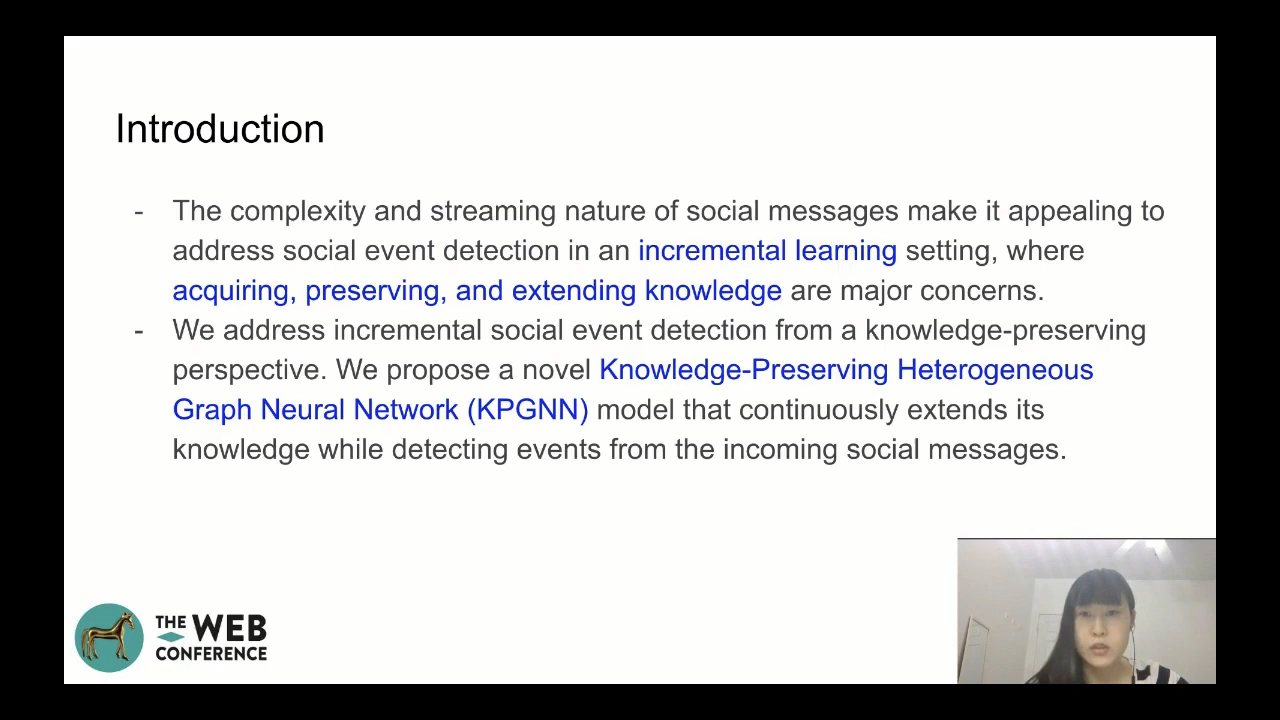 Introduction
- The complexity and streaming nature of social messages make it appealing to
address social event detection in an incremental learning setting, where
acquiring, preserving, and extending knowledge are major concerns.
- We address incremental social event detection from a knowledge-preserving
perspective. We propose a novel Knowledge-Preserving Heterogeneous
Graph Neural Network (KPGNN) model that continuously extends its
knowledge while detecting events from the incoming social messages.
THE WEB
CONFERENCE